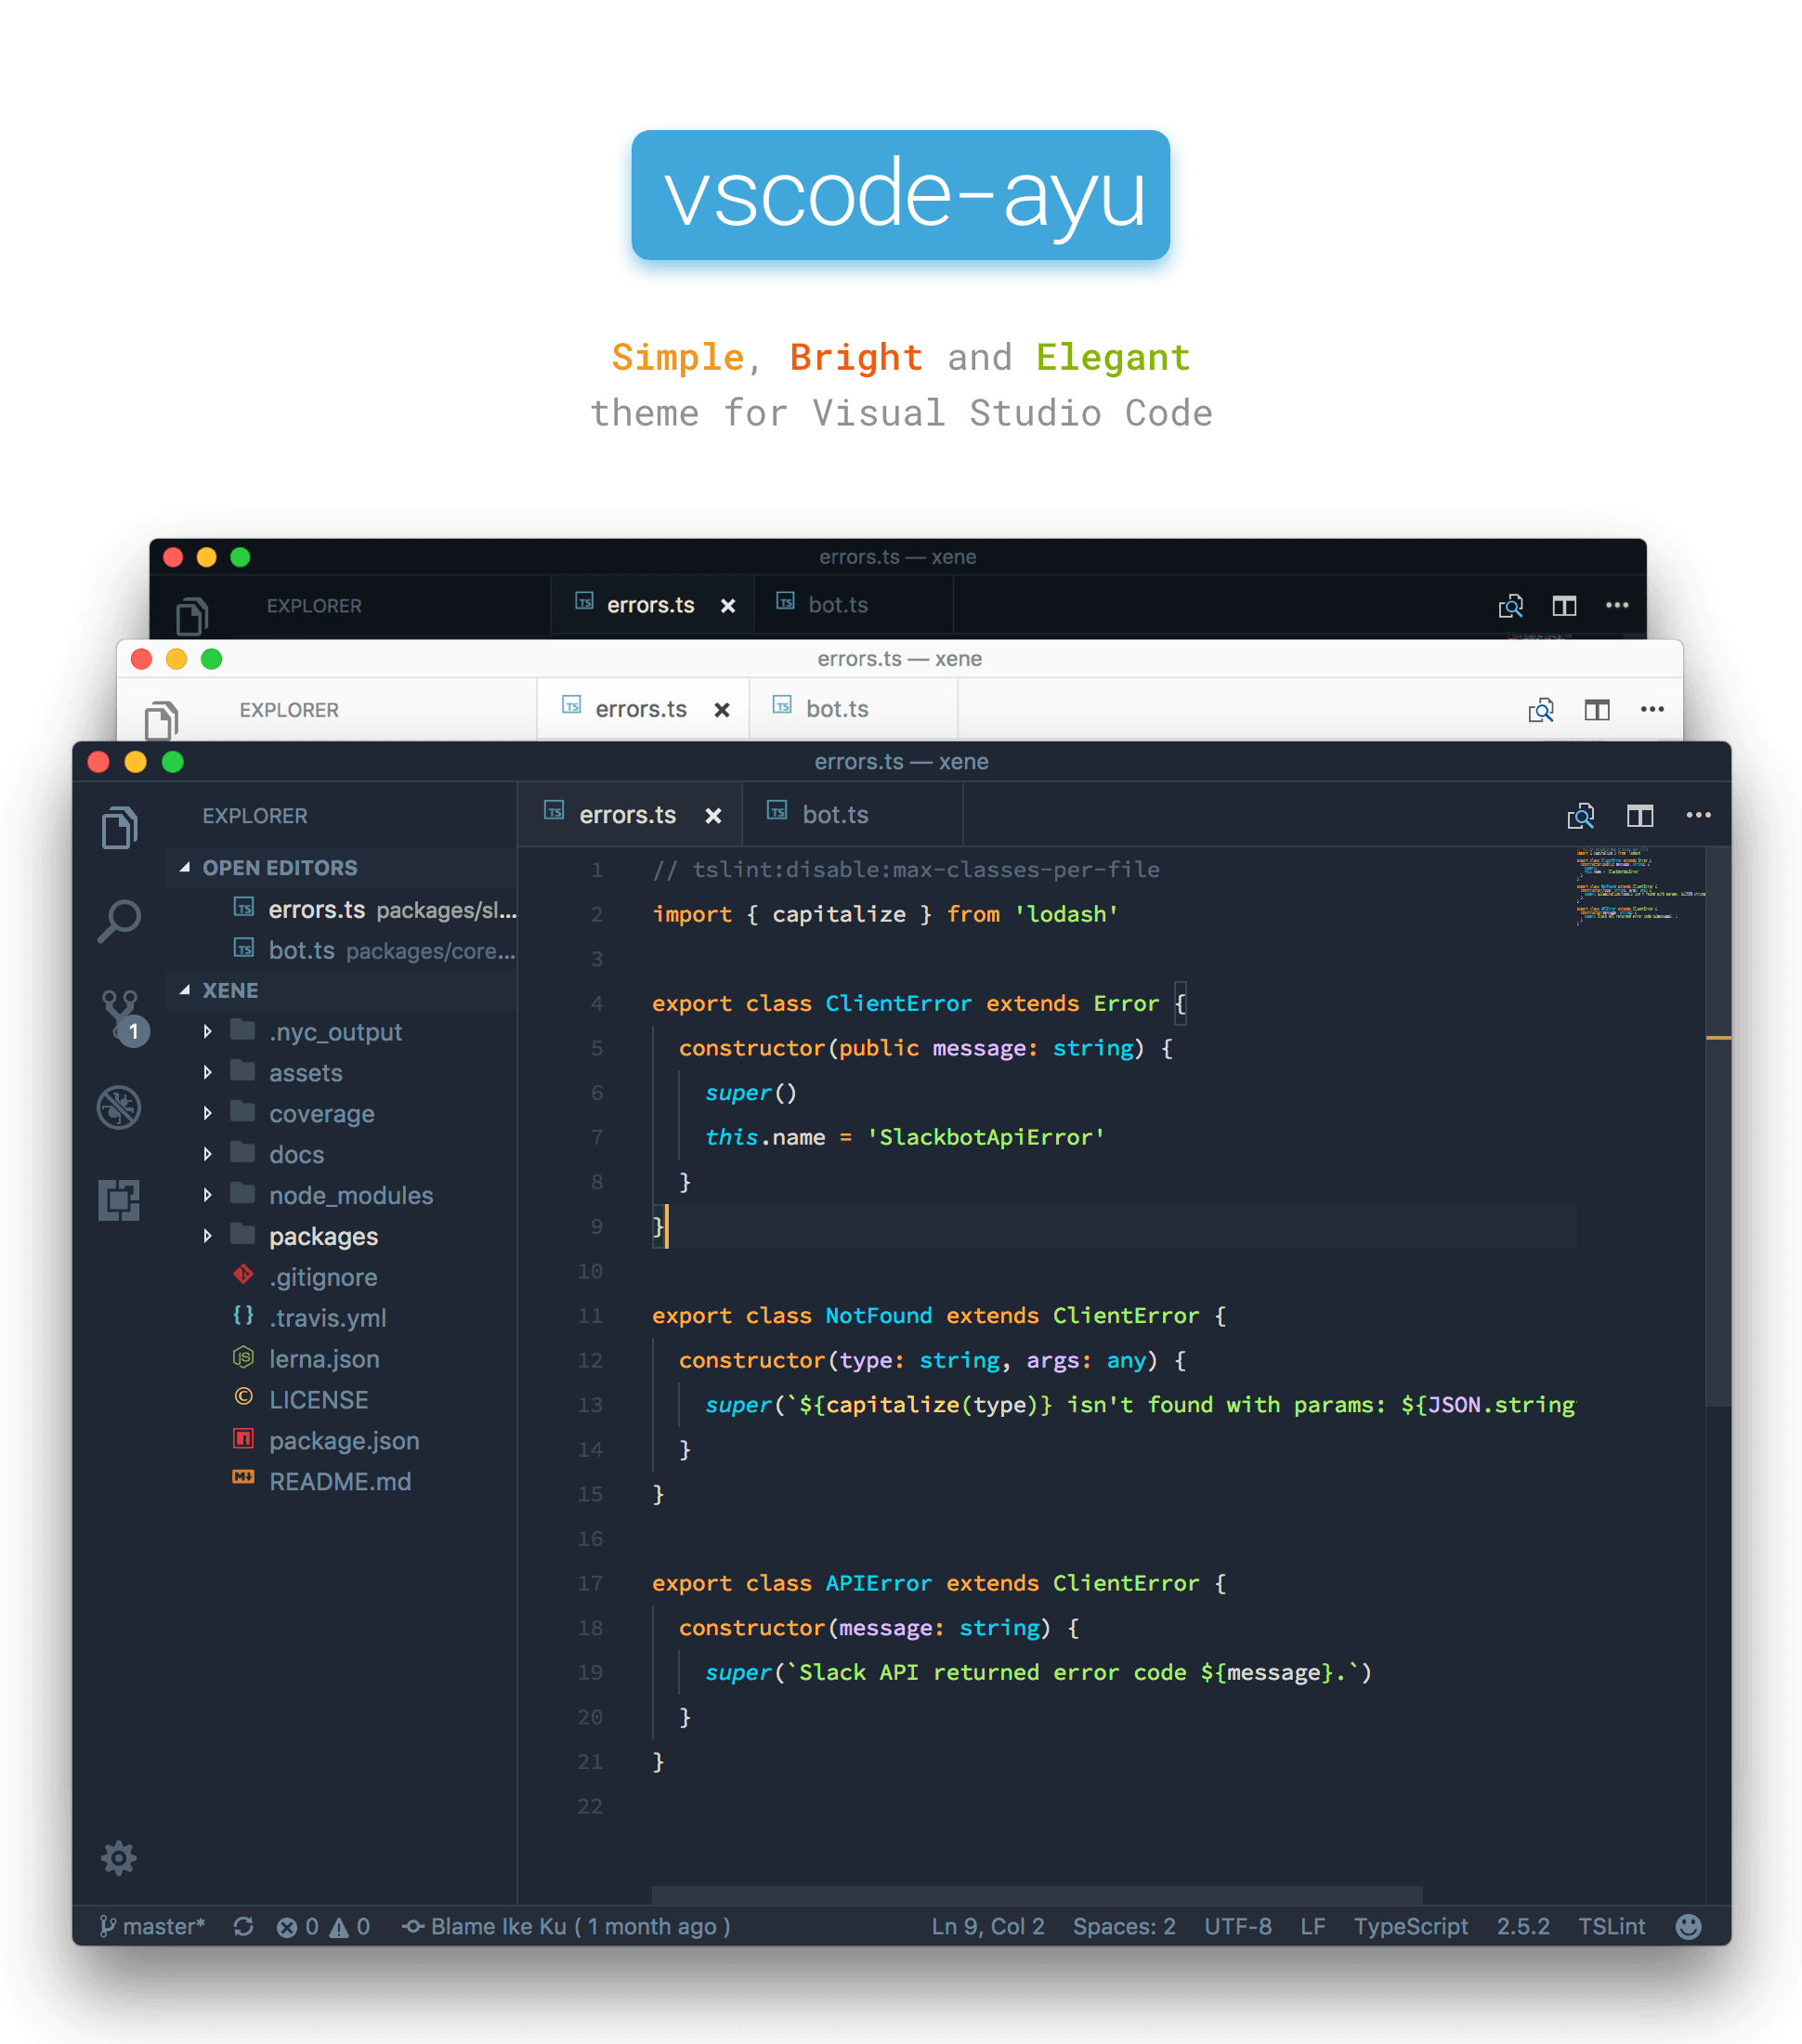 vscode-ayu
Simple, Bright and Elegant
theme for Visual Studio Code
errors.ts — xene
EXPLORER
errors.ts
bot.ts
errors.ts — xene
EXPLORER
errors.ts
bot.ts
errors.ts — xene
EXPLORER
OPEN EDITORS
errors.ts packages/sl...
bot.ts packages/core...
XENE
.nyc_output
assets
coverage
docs
node_modules
packages
.gitignore
.travis.yml
lerna.json
LICENSE
package.json
README.md
1
errors.ts
bot.ts
1 // tslint:disable:max-classes-per-file
2 import { capitalize } from 'lodash'
3
4 export class ClientError extends Error {
5 constructor(public message: string) {
6 super()
7 this.name = 'SlackbotApiError'
8 }
9 }
10
11 export class NotFound extends ClientError {
12 constructor(type: string, args: any) {
13 super(`${capitalize(type)} isn't found with params: ${JSON.string
14 }
15 }
16
17 export class APIError extends ClientError {
18 constructor(message: string) {
19 super(`Slack API returned error code ${message}.`)
20 }
21 }
22
master* 0 0 Blame Ike Ku ( 1 month ago ) Ln 9, Col 2 Spaces: 2 UTF-8 LF TypeScript 2.5.2 TSLint